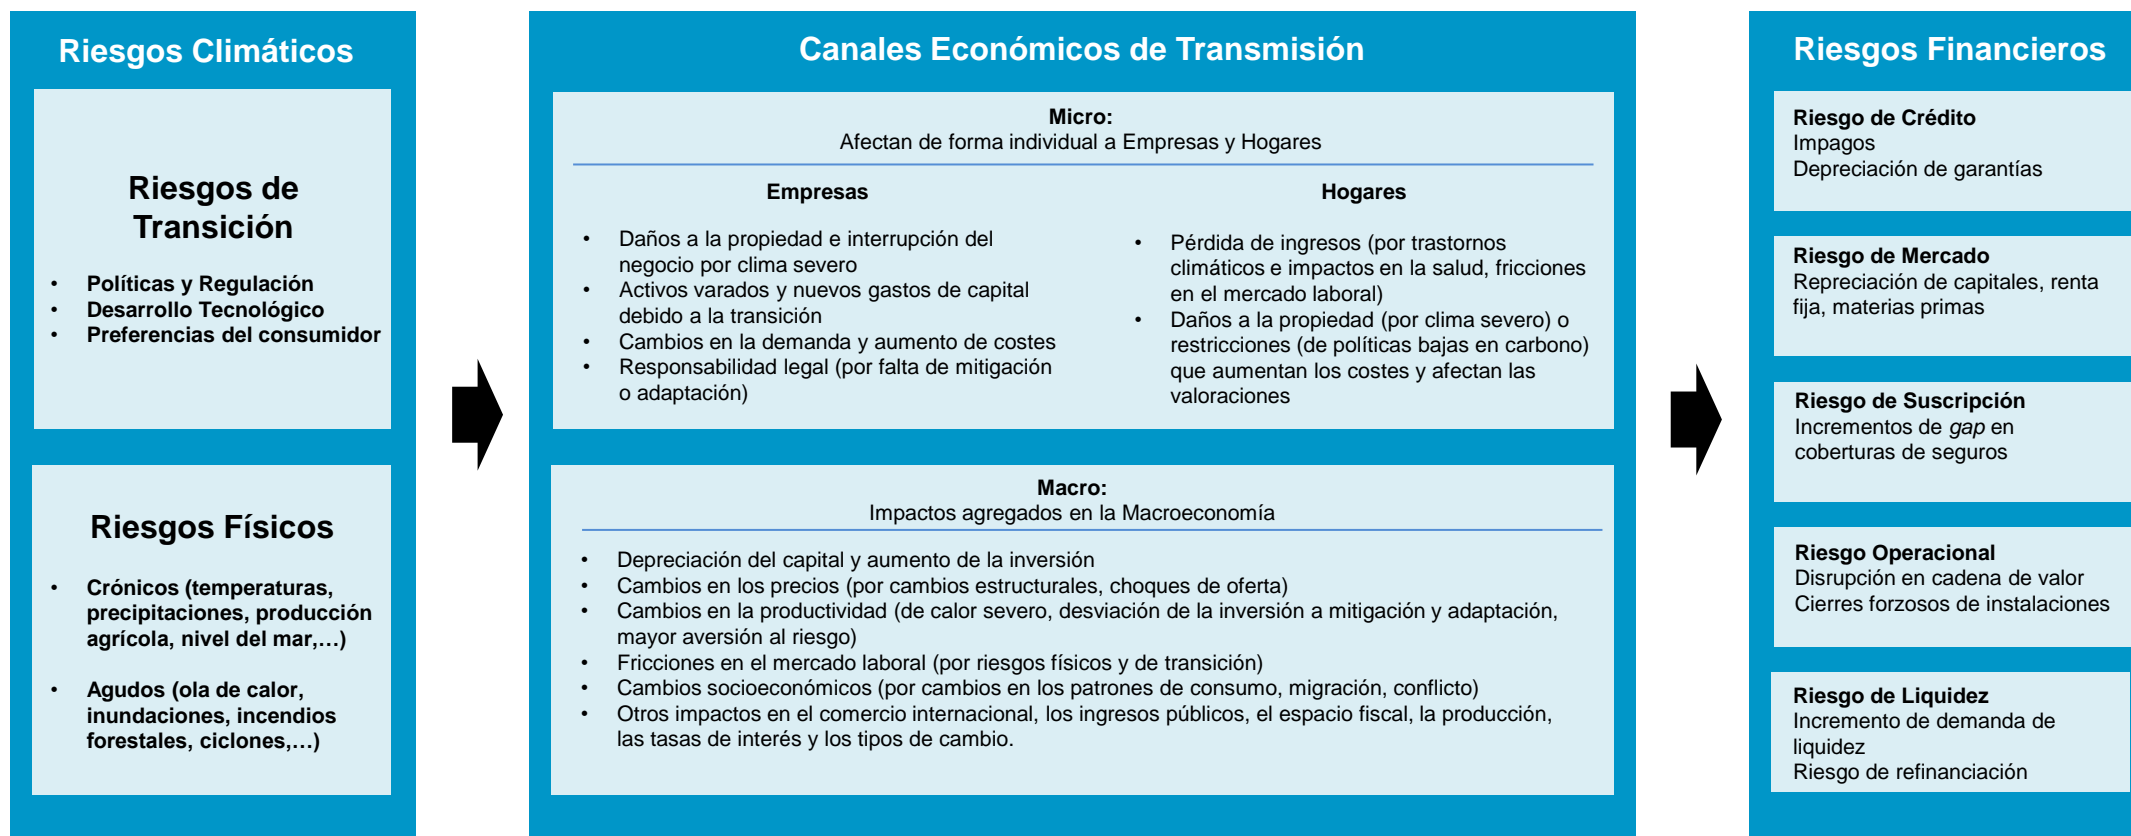 Riesgos Climáticos
Riesgos de
Transición
• Políticas y Regulación
• Desarrollo Tecnológico
• Preferencias del consumidor
Riesgos Físicos
• Crónicos (temperaturas,
precipitaciones, producción
agrícola, nivel del mar,…)
• Agudos (ola de calor,
inundaciones, incendios
forestales, ciclones,…)
Canales Económicos de Transmisión
Micro:
Afectan de forma individual a Empresas y Hogares
Empresas
• Daños a la propiedad e interrupción del
negocio por clima severo
• Activos varados y nuevos gastos de capital
debido a la transición
• Cambios en la demanda y aumento de costes
• Responsabilidad legal (por falta de mitigación
o adaptación)
Hogares
• Pérdida de ingresos (por trastornos
climáticos e impactos en la salud, fricciones
en el mercado laboral)
• Daños a la propiedad (por clima severo) o
restricciones (de políticas bajas en carbono)
que aumentan los costes y afectan las
valoraciones
Macro:
Impactos agregados en la Macroeconomía
• Depreciación del capital y aumento de la inversión
• Cambios en los precios (por cambios estructurales, choques de oferta)
• Cambios en la productividad (de calor severo, desviación de la inversión a mitigación y adaptación,
mayor aversión al riesgo)
• Fricciones en el mercado laboral (por riesgos físicos y de transición)
• Cambios socioeconómicos (por cambios en los patrones de consumo, migración, conflicto)
• Otros impactos en el comercio internacional, los ingresos públicos, el espacio fiscal, la producción,
las tasas de interés y los tipos de cambio.
Riesgos Financieros
Riesgo de Crédito
Impagos
Depreciación de garantías
Riesgo de Mercado
Repreciación de capitales, renta
fija, materias primas
Riesgo de Suscripción
Incrementos de gap en
coberturas de seguros
Riesgo Operacional
Disrupción en cadena de valor
Cierres forzosos de instalaciones
Riesgo de Liquidez
Incremento de demanda de
liquidez
Riesgo de refinanciación